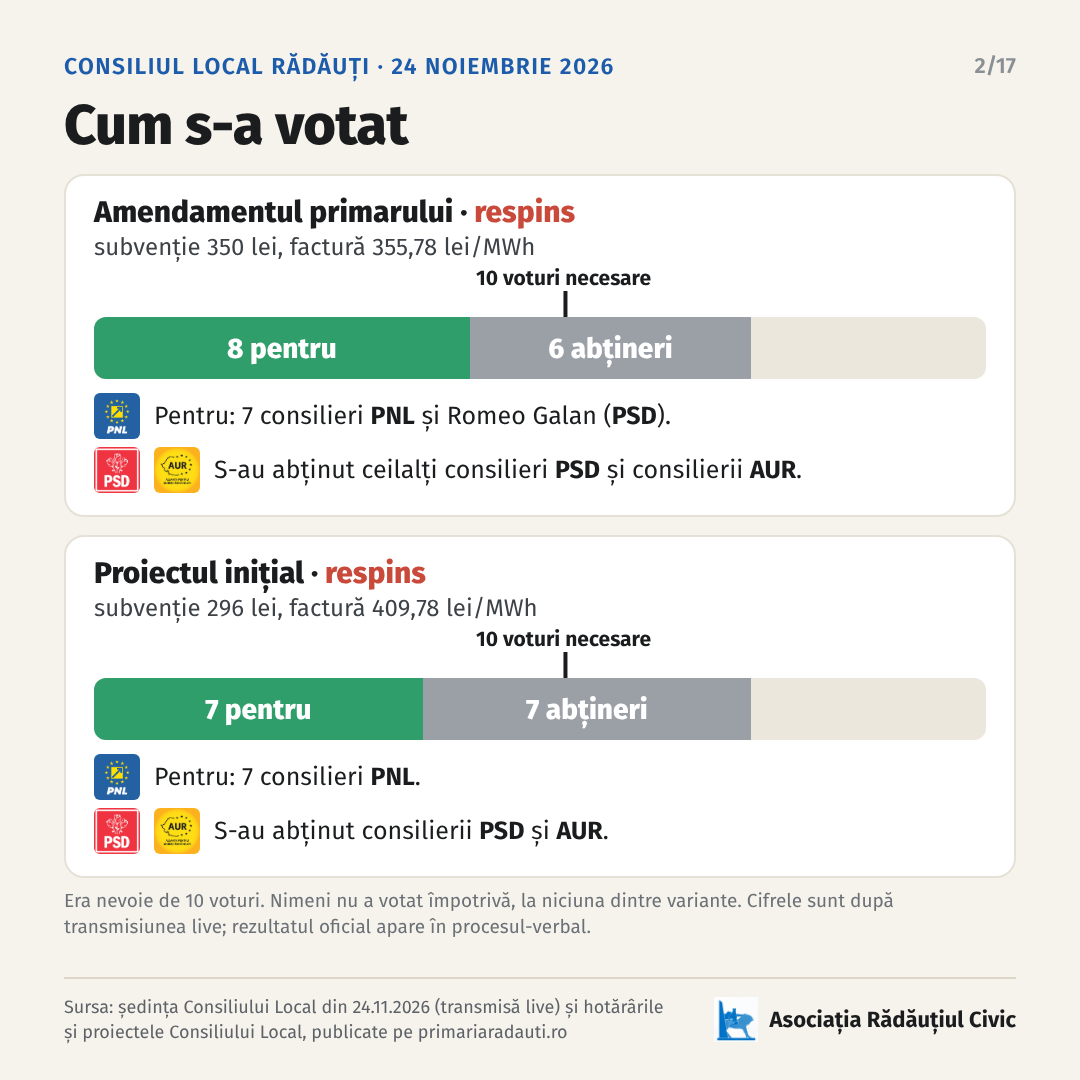 CONSILIUL LOCAL RĂDĂUȚI · 24 NOIEMBRIE 2026
2/17
Cum s-a votat
Amendamentul primarului · respins
subvenție 350 lei, factură 355,78 lei/MWh
10 voturi necesare
8 pentru
6 abțineri
PNL
Pentru: 7 consilieri PNL și Romeo Galan (PSD).
PSD
AUR
S-au abținut ceilalți consilieri PSD și consilierii AUR.
Proiectul inițial · respins
subvenție 296 lei, factură 409,78 lei/MWh
10 voturi necesare
7 pentru
7 abțineri
PNL
Pentru: 7 consilieri PNL.
PSD
AUR
S-au abținut consilierii PSD și AUR.
Era nevoie de 10 voturi. Nimeni nu a votat împotrivă, la niciuna dintre variante. Cifrele sunt după
transmisiunea live; rezultatul oficial apare în procesul-verbal.
Sursa: ședința Consiliului Local din 24.11.2026 (transmisă live) și hotărârile
și proiectele Consiliului Local, publicate pe primariaradauti.ro
Asociația Rădăuțiul Civic